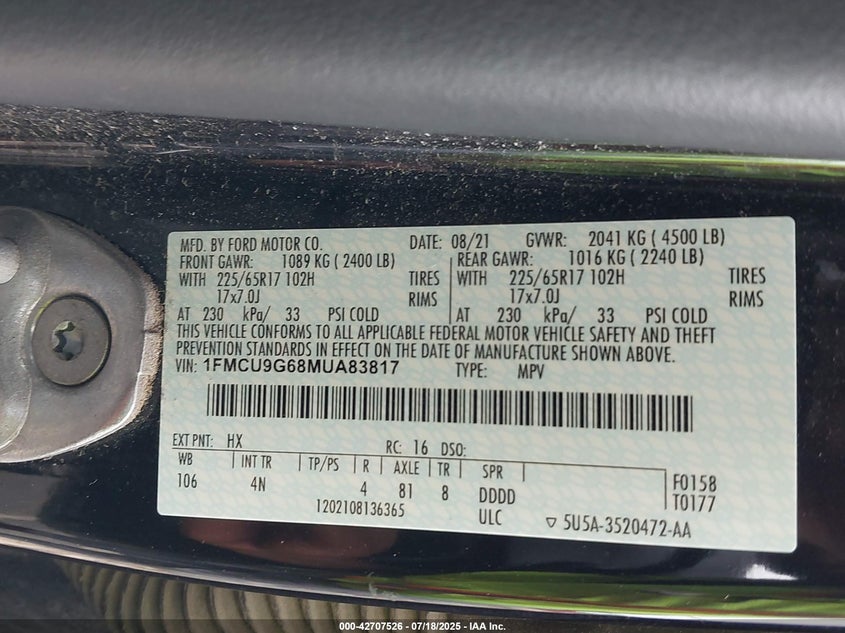 MFD. BY FORD MOTOR CO. DATE: 08/21 GVWR: 2041 KG ( 4500 LB)
FRONT GAWR: 1089 KG ( 2400 LB) REAR GAWR: 1016 KG ( 2240 LB)
WITH 225/65R17 102H TIRES WITH 225/65R17 102H TIRES
17x7.0J RIMS 17x7.0J RIMS
AT 230 kPa/ 33 PSI COLD AT 230 kPa/ 33 PSI COLD
THIS VEHICLE CONFORMS TO ALL APPLICABLE FEDERAL MOTOR VEHICLE SAFETY AND THEFT
PREVENTION STANDARDS IN EFFECT ON THE DATE OF MANUFACTURE SHOWN ABOVE.
VIN: 1FMCU9G68MUA83817 TYPE: MPV
EXT PNT: HX RC: 16 DSO:
WB INT TR TP/PS R AXLE TR SPR F0158
106 4N 4 81 8 DDDD T0177
1202108136365 ULC ▽ 5U5A-3520472-AA
000-42707526 - 07/18/2025 - IAA Inc.